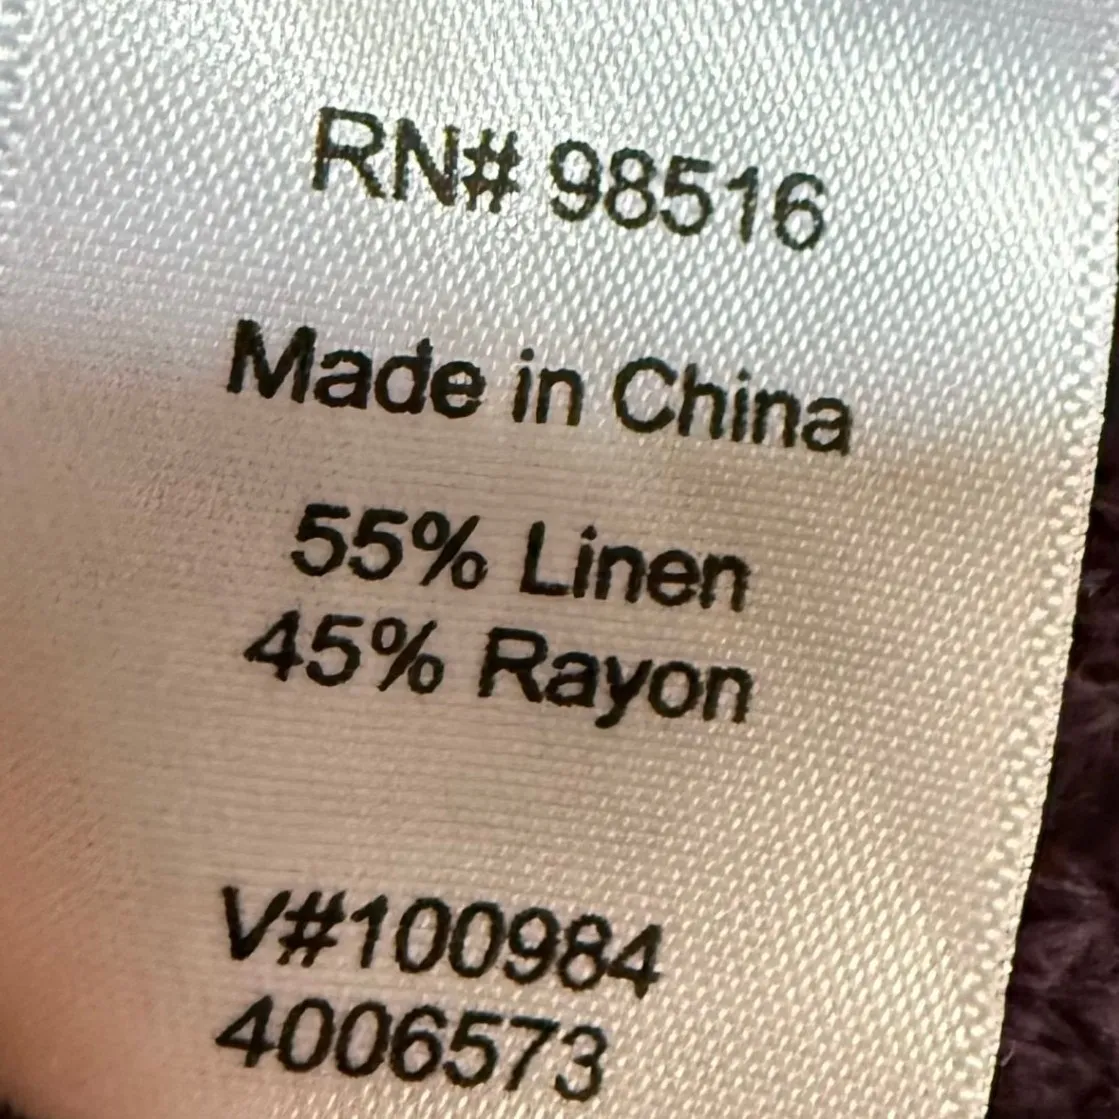 RN# 98516
Made in China
55% Linen
45% Rayon
V#100984
4006573